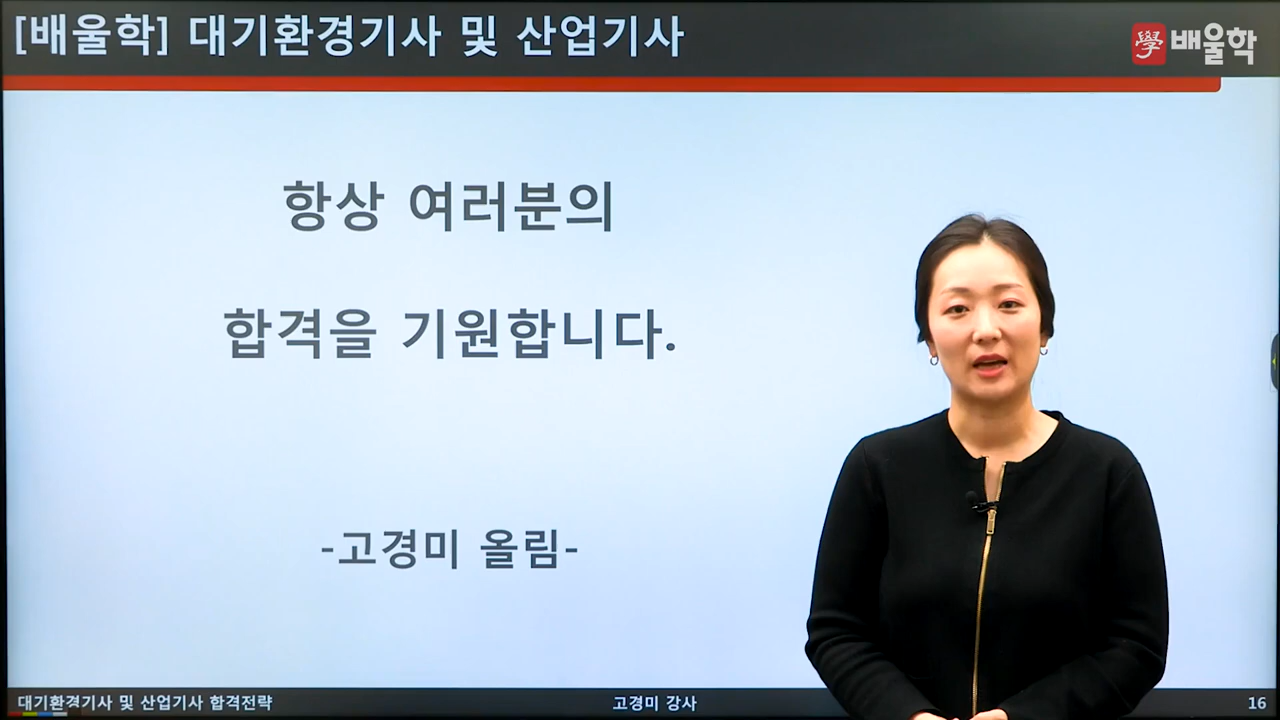 [배울학] 대기환경기사 및 산업기사
學 배울학
항상 여러분의
합격을 기원합니다.
-고경미 올림-
대기환경기사 및 산업기사 합격전략
고경미 강사
16